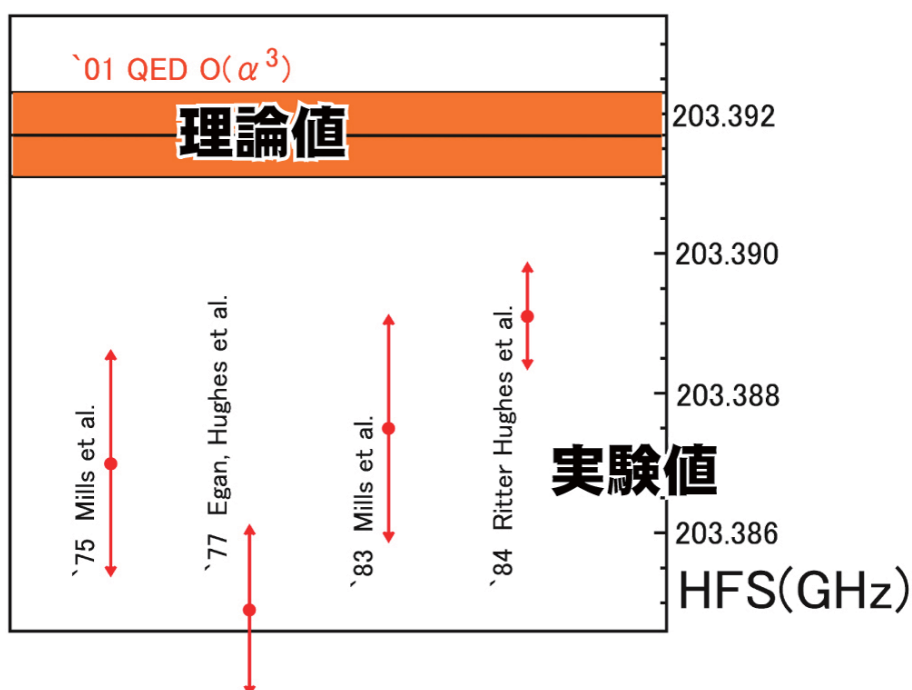 `01 QED O(α³)
理論値
203.392
203.390
203.388
203.386
HFS(GHz)
`75 Mills et al.
`77 Egan, Hughes et al.
`83 Mills et al.
`84 Ritter Hughes et al.
実験値